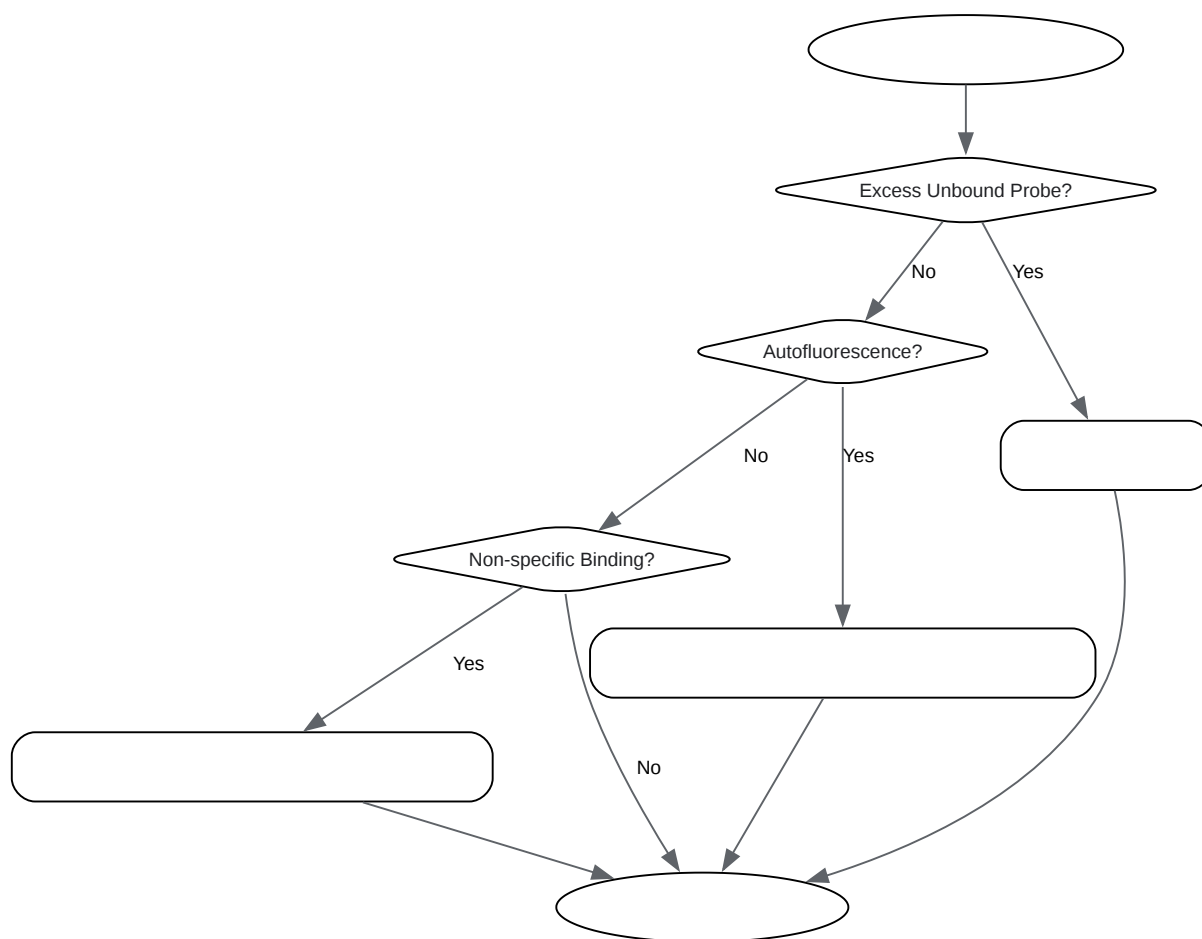 Excess Unbound Probe?
No
Yes
Autofluorescence?
No
Yes
Non-specific Binding?
Yes
No